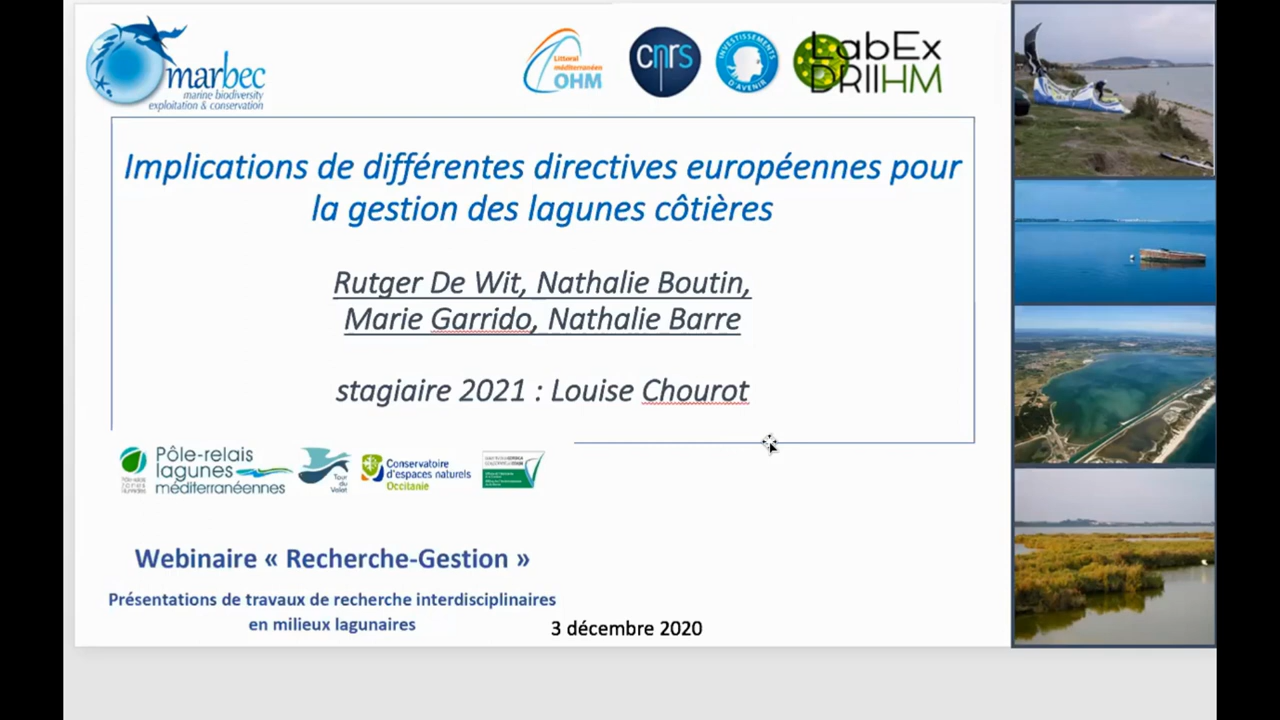 marbec
marine biodiversity
exploitation & conservation
Littoral
méditerranéen
OHM
cnrs
INVESTISSEMENTS
D'AVENIR
LabEx
DRIIHM
Implications de différentes directives européennes pour
la gestion des lagunes côtières
Rutger De Wit, Nathalie Boutin,
Marie Garrido, Nathalie Barre
stagiaire 2021 : Louise Chourot
Pôle-relais
lagunes
méditerranéennes
Tour
du
Valat
Conservatoire
d'espaces naturels
Occitanie
Webinaire « Recherche-Gestion »
Présentations de travaux de recherche interdisciplinaires
en milieux lagunaires
3 décembre 2020